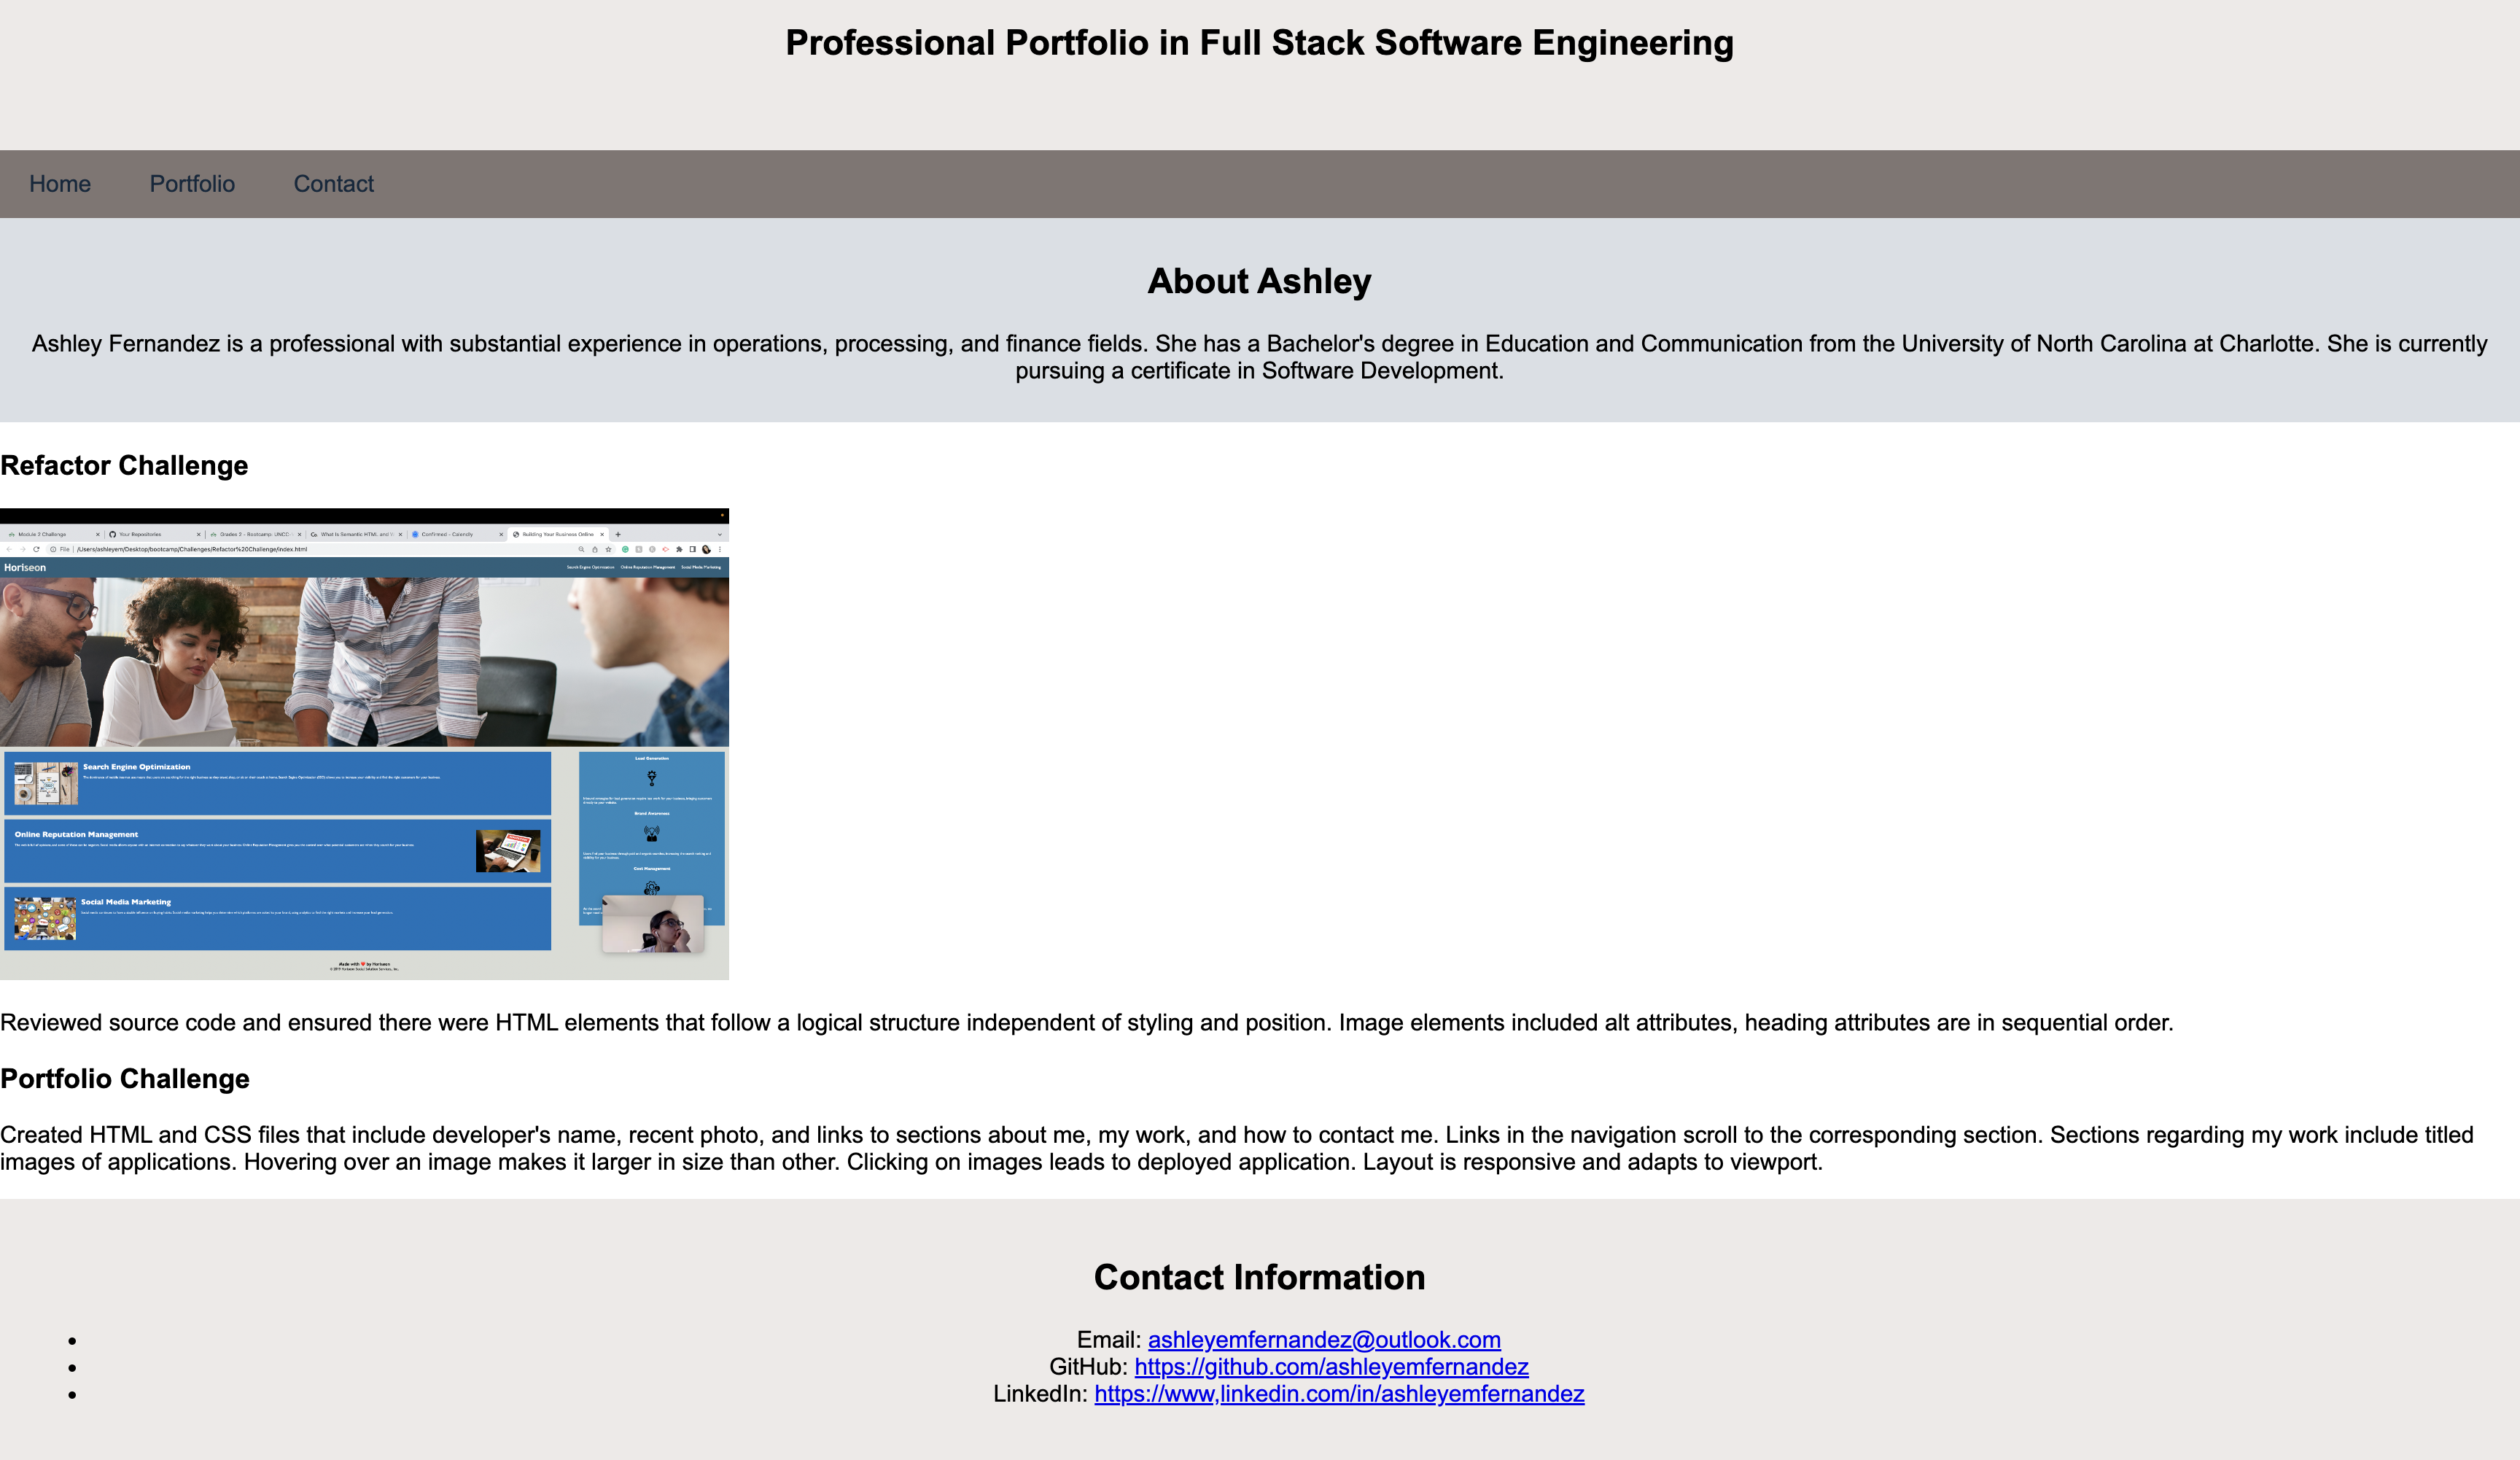 Professional Portfolio in Full Stack Software Engineering
Home
Portfolio
Contact
About Ashley
Ashley Fernandez is a professional with substantial experience in operations, processing, and finance fields. She has a Bachelor's degree in Education and Communication from the University of North Carolina at Charlotte. She is currently
pursuing a certificate in Software Development.
Refactor Challenge
Module 2 Challenge
Your Repositories
Grades 2 - Bootcamp: UNCC-
What Is Semantic HTML and
Confirmed - Calendly
Building Your Business Online
File | /Users/ashleyem/Desktop/bootcamp/Challenges/Refactor%20Challenge/index.html
Horiseon
Search Engine Optimization
Online Reputation Management
Social Media Marketing
Search Engine Optimization
Lead Generation
Brand Awareness
Online Reputation Management
Cost Management
Social Media Marketing
Made with ❤️ by Horiseon
© 2019 Horiseon Social Solution Services, Inc.
Reviewed source code and ensured there were HTML elements that follow a logical structure independent of styling and position. Image elements included alt attributes, heading attributes are in sequential order.
Portfolio Challenge
Created HTML and CSS files that include developer's name, recent photo, and links to sections about me, my work, and how to contact me. Links in the navigation scroll to the corresponding section. Sections regarding my work include titled
images of applications. Hovering over an image makes it larger in size than other. Clicking on images leads to deployed application. Layout is responsive and adapts to viewport.
Contact Information
• Email: ashleyemfernandez@outlook.com
• GitHub: https://github.com/ashleyemfernandez
• LinkedIn: https://www,linkedin.com/in/ashleyemfernandez